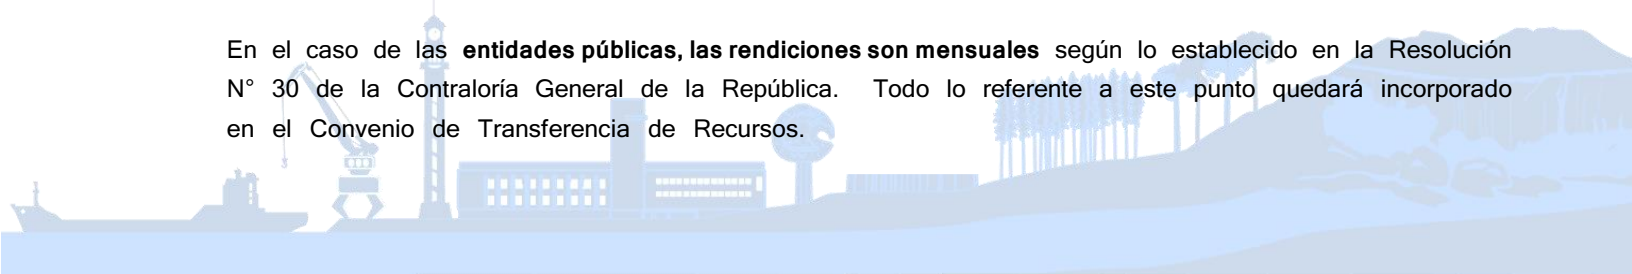 En el caso de las entidades públicas, las rendiciones son mensuales según lo establecido en la Resolución
N° 30 de la Contraloría General de la República. Todo lo referente a este punto quedará incorporado
en el Convenio de Transferencia de Recursos.